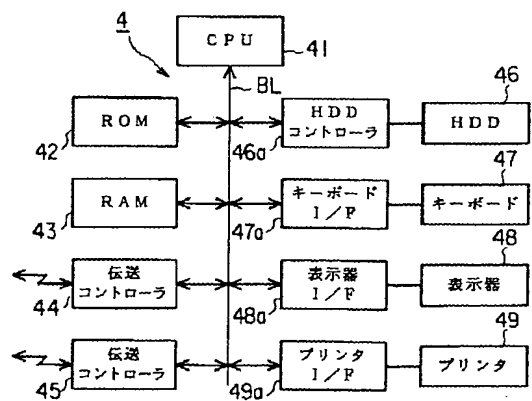 4
CPU
41
BL
ROM
42
HDD
コントローラ
46a
HDD
46
RAM
43
キーボード
I/F
47a
キーボード
47
伝送
コントローラ
44
表示器
I/F
48a
表示器
48
伝送
コントローラ
45
プリンタ
I/F
49a
プリンタ
49